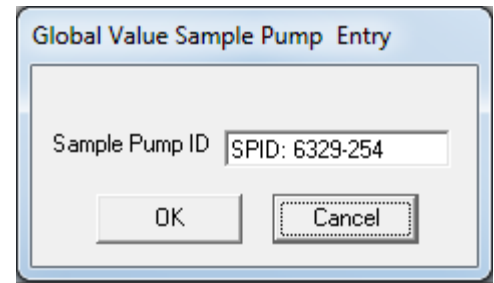 Global Value Sample Pump  Entry
Sample Pump ID SPID: 6329-254
OK Cancel